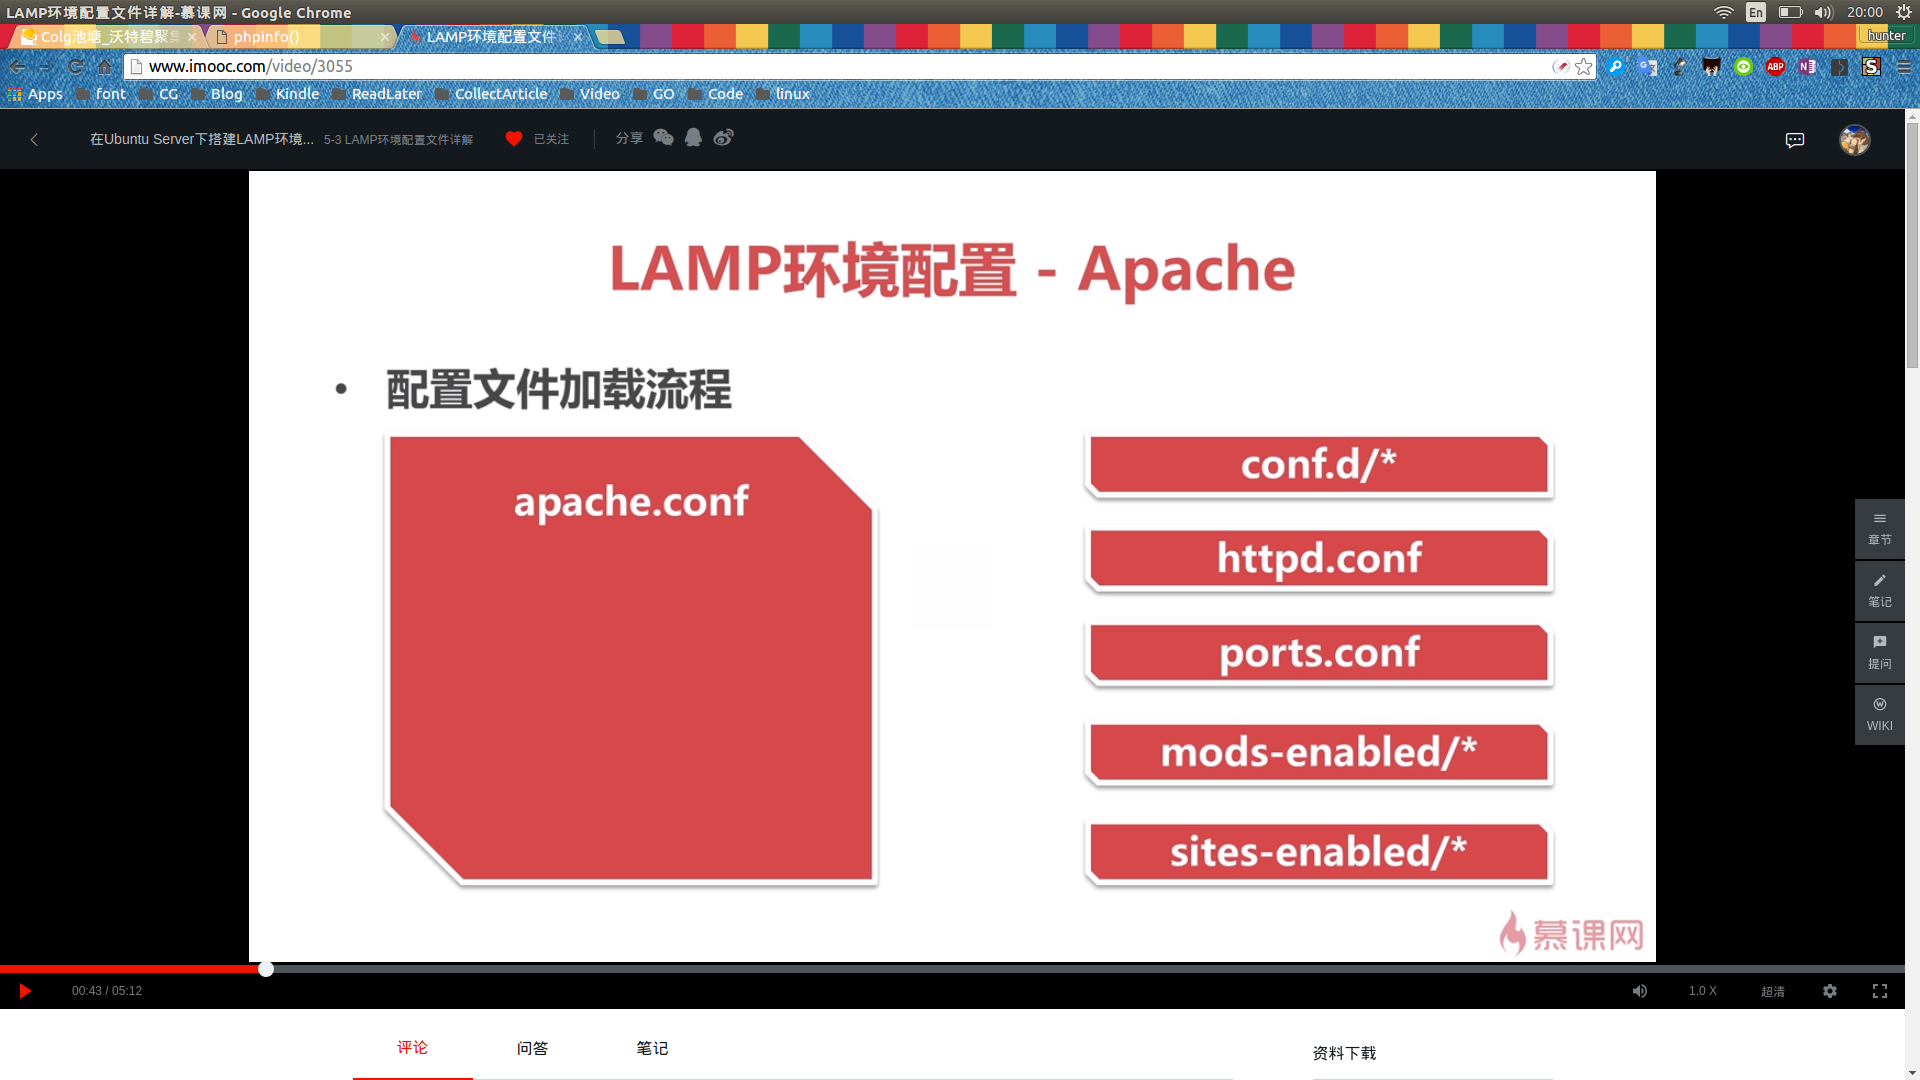 LAMP环境配置文件详解-慕课网 - Google Chrome
En
20:00
Colg池塘_沃特碧聚集
phpinfo()
LAMP环境配置文件
hunter
www.imooc.com/video/3055
ABP
Apps
font
CG
Blog
Kindle
ReadLater
CollectArticle
Video
GO
Code
linux
在Ubuntu Server下搭建LAMP环境...
5-3 LAMP环境配置文件详解
已关注
分享
LAMP环境配置 - Apache
• 配置文件加载流程
apache.conf
conf.d/*
httpd.conf
ports.conf
mods-enabled/*
sites-enabled/*
慕课网
章节
笔记
提问
WIKI
00:43 / 05:12
1.0 X
超清
评论
问答
笔记
资料下载